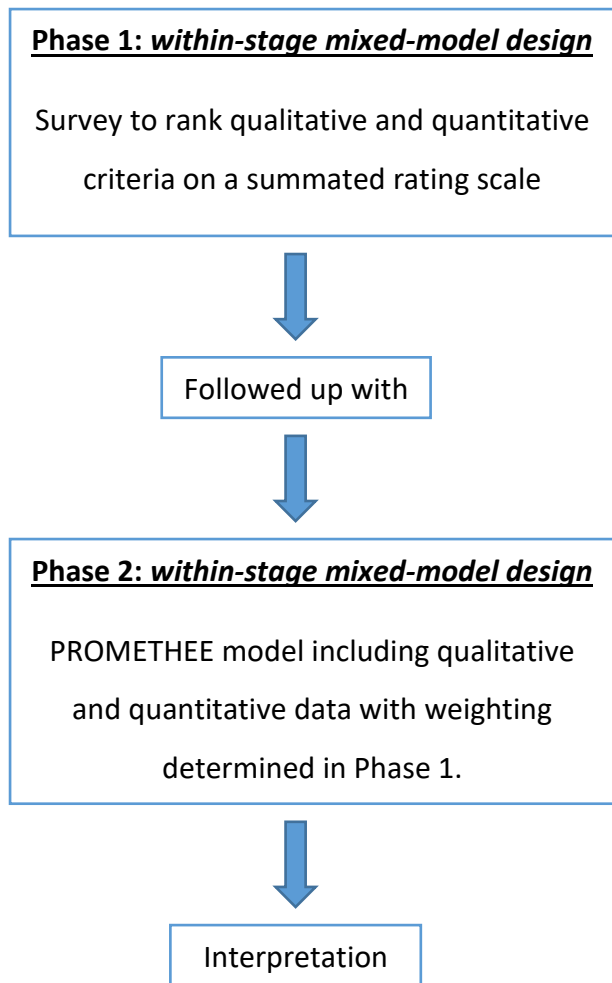 Phase 1: within-stage mixed-model design
Survey to rank qualitative and quantitative
criteria on a summated rating scale
Followed up with
Phase 2: within-stage mixed-model design
PROMETHEE model including qualitative
and quantitative data with weighting
determined in Phase 1.
Interpretation